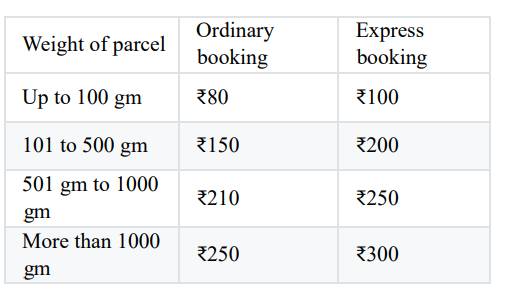 Weight of parcel
Ordinary
booking
Express
booking
Up to 100 gm
₹80
₹100
101 to 500 gm
₹150
₹200
501 gm to 1000
gm
₹210
₹250
More than 1000
gm
₹250
₹300